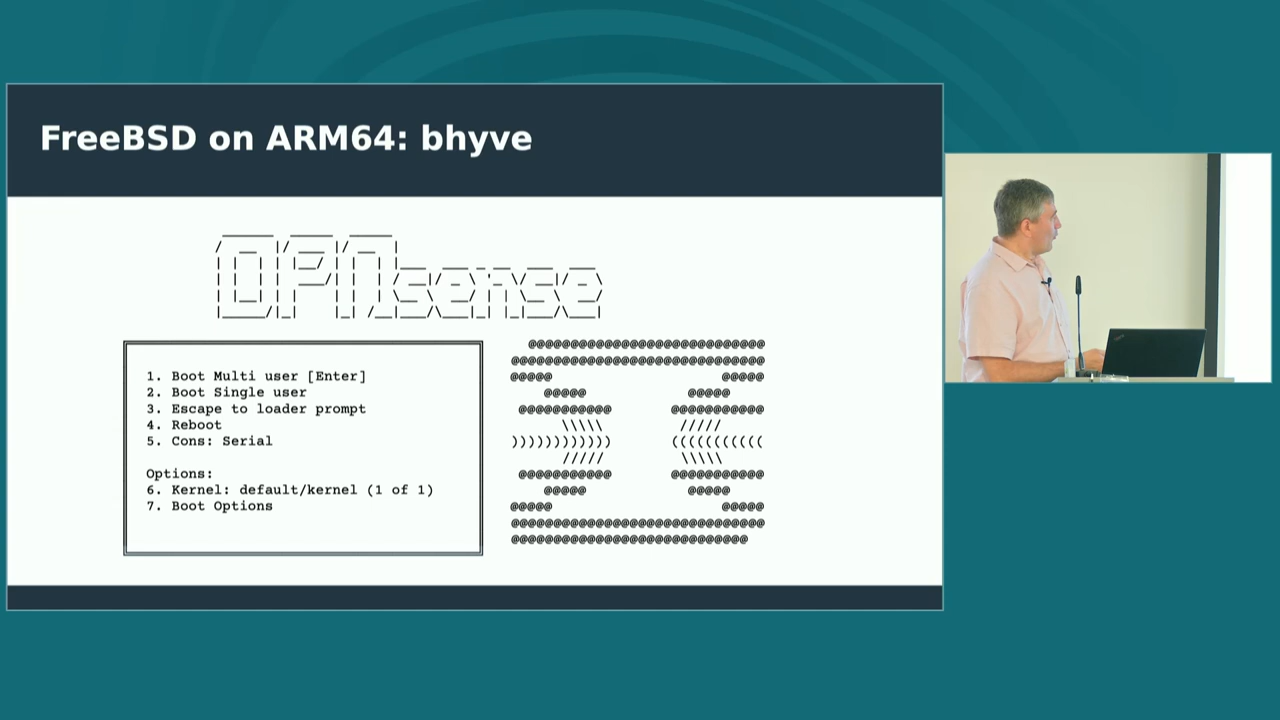 FreeBSD on ARM64: bhyve
OPNsense
1. Boot Multi user [Enter]
2. Boot Single user
3. Escape to loader prompt
4. Reboot
5. Cons: Serial
Options:
6. Kernel: default/kernel (1 of 1)
7. Boot Options